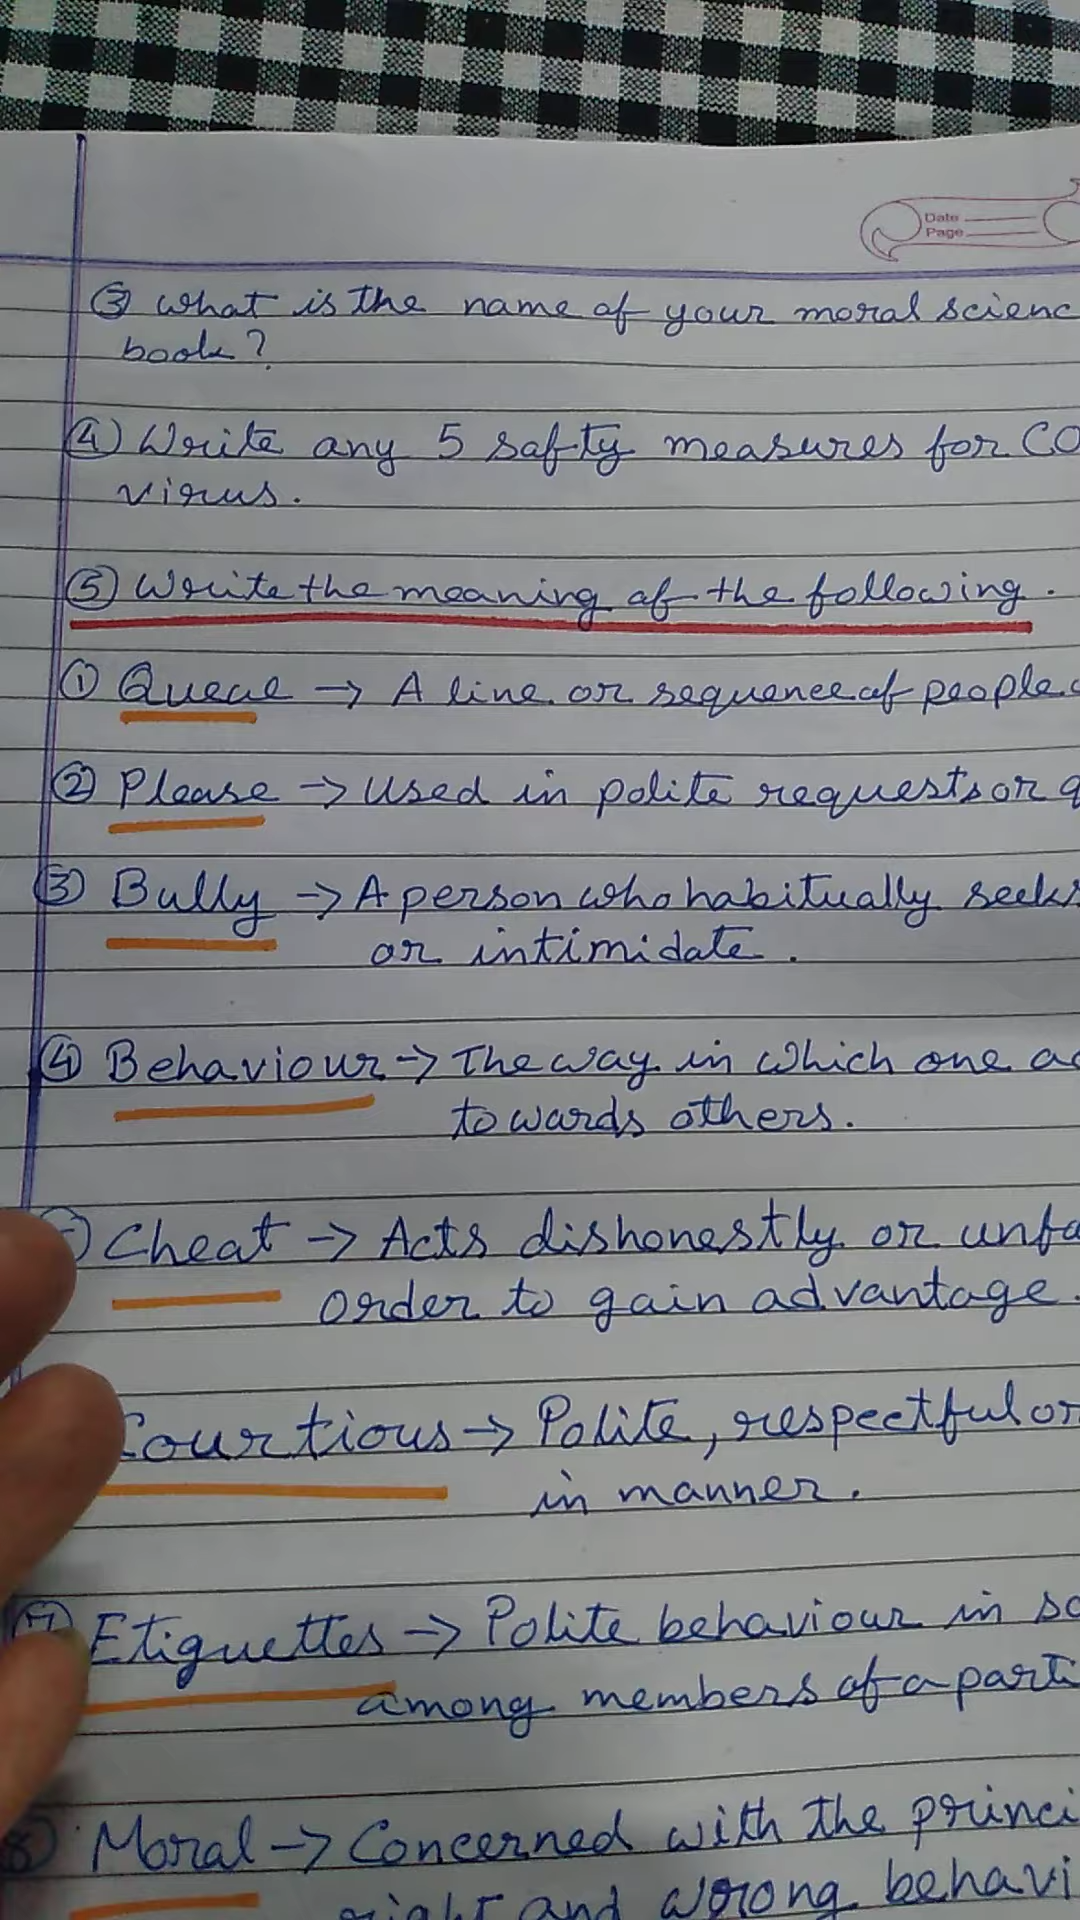 Date
Page
③ What is the name of your moral scienc
book?
④ Write any 5 safty measures for CO
virus.
⑤ Write the meaning of the following.
① Queue → A line or sequence of people
② Please → Used in polite requests or q
③ Bully → A person who habitually seeks
or intimidate.
④ Behaviour → The way in which one ac
towards others.
Cheat → Acts dishonestly or unfa
order to gain advantage.
Courtious → Polite, respectful or
in manner.
⑦ Etiquettes → Polite behaviour in so
among members of a parti
⑧ Moral → Concerned with the princi
right and wrong behavi